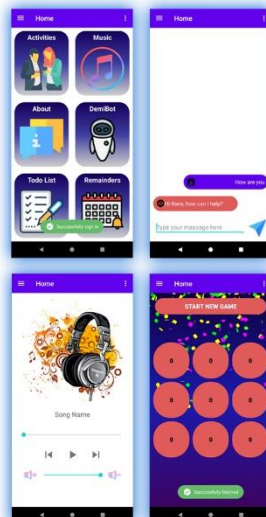 Home
Activities
Music
About
DemiBot
Todo List
Remainders
Successfully sign in
Home
How are you
Hi there, how can I help?
Type your message here
Home
Song Name
Home
START NEW GAME
0 0 0
0 0 0
0 0 0